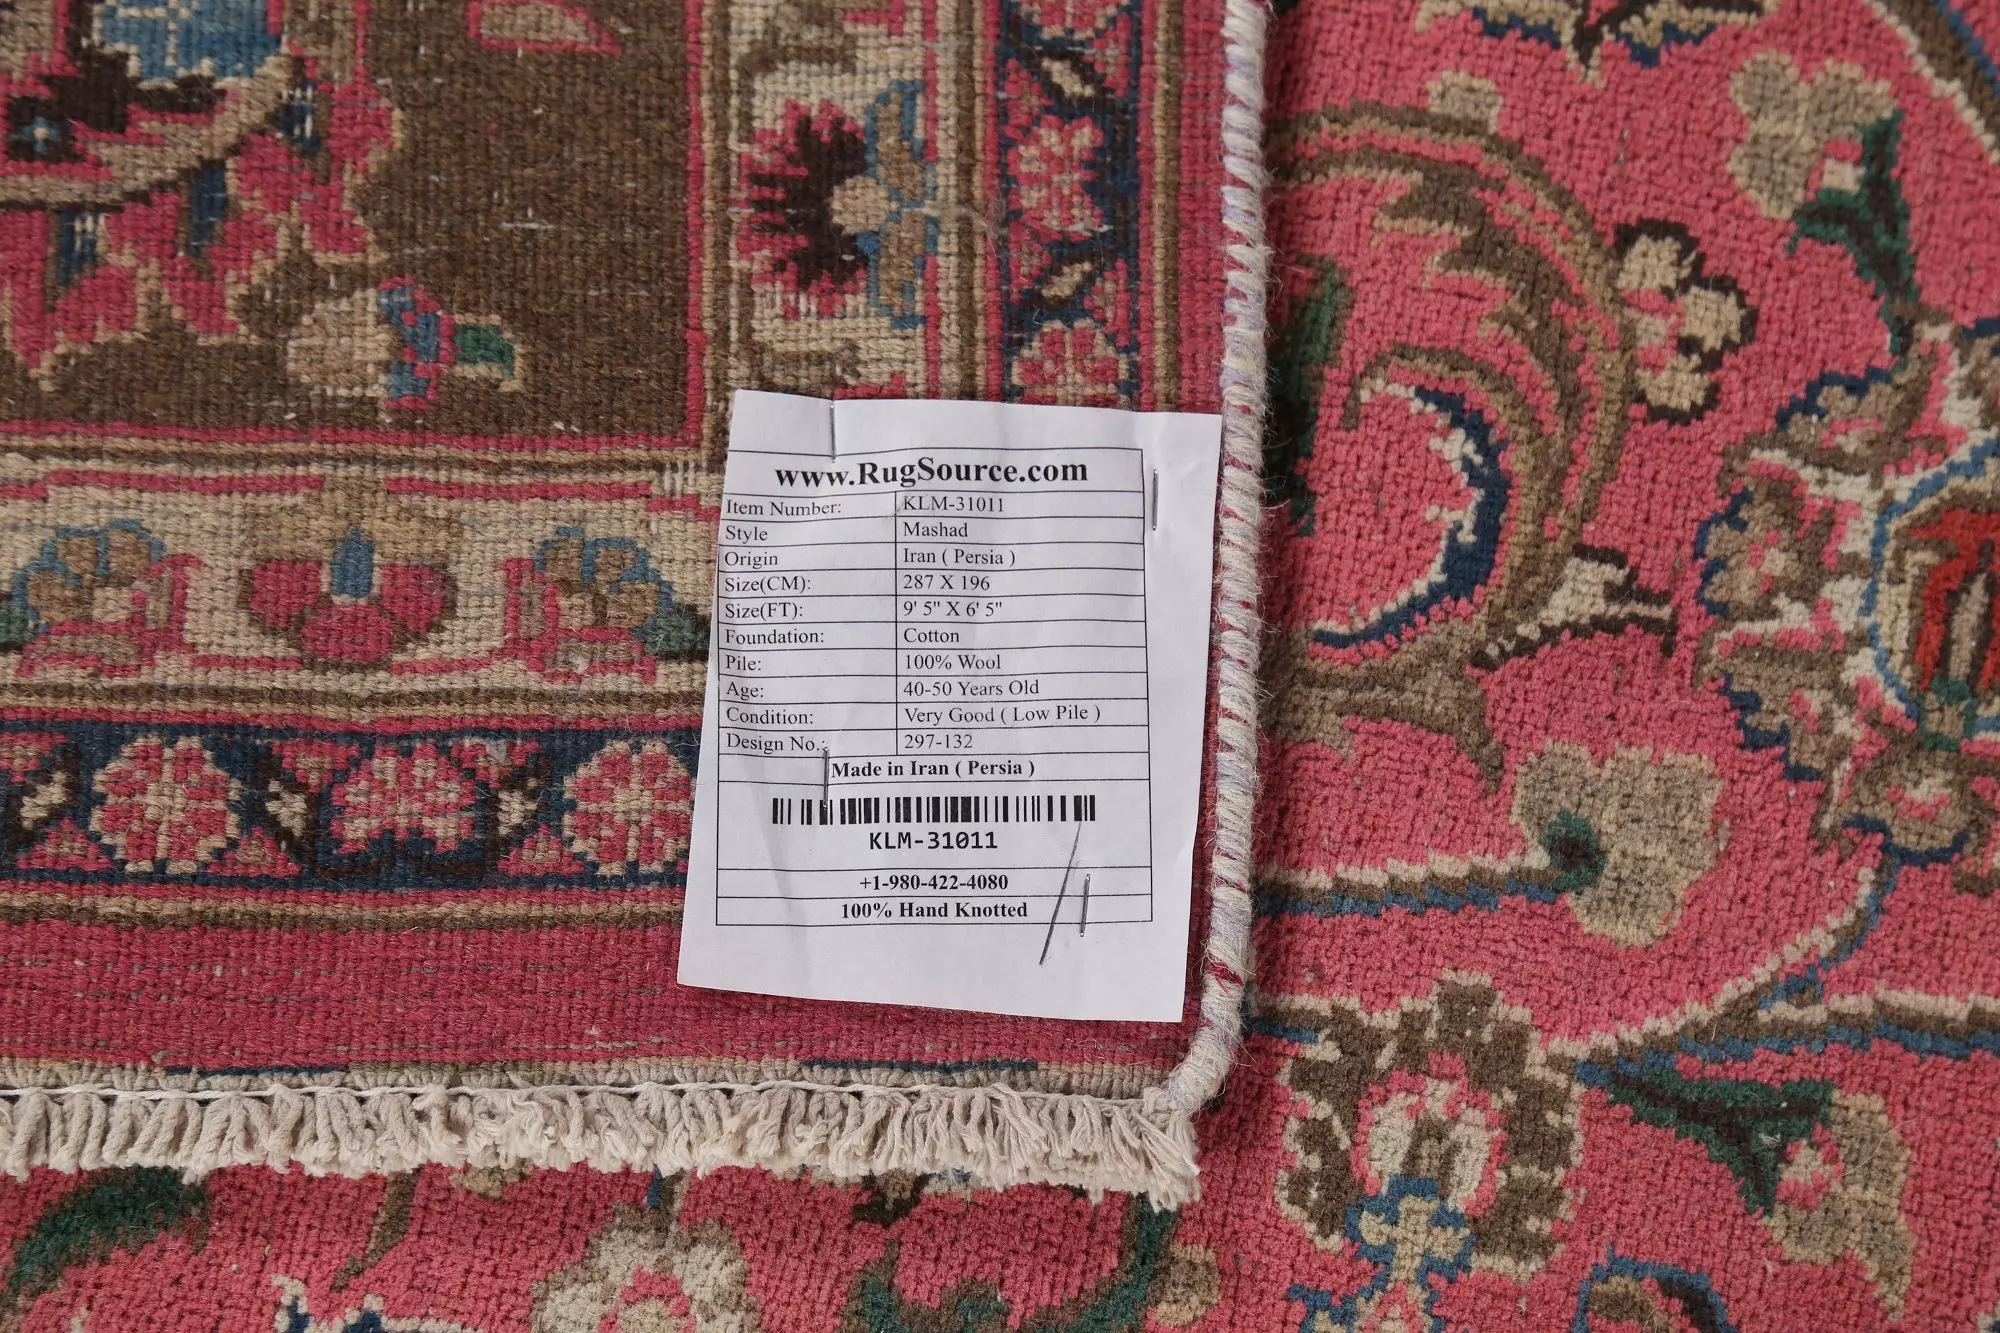 www.RugSource.com
Item Number: KLM-31011
Style Mashad
Origin Iran ( Persia )
Size(CM): 287 X 196
Size(FT): 9' 5" X 6' 5"
Foundation: Cotton
Pile: 100% Wool
Age: 40-50 Years Old
Condition: Very Good ( Low Pile )
Design No.: 297-132
Made in Iran ( Persia )
KLM-31011
+1-980-422-4080
100% Hand Knotted